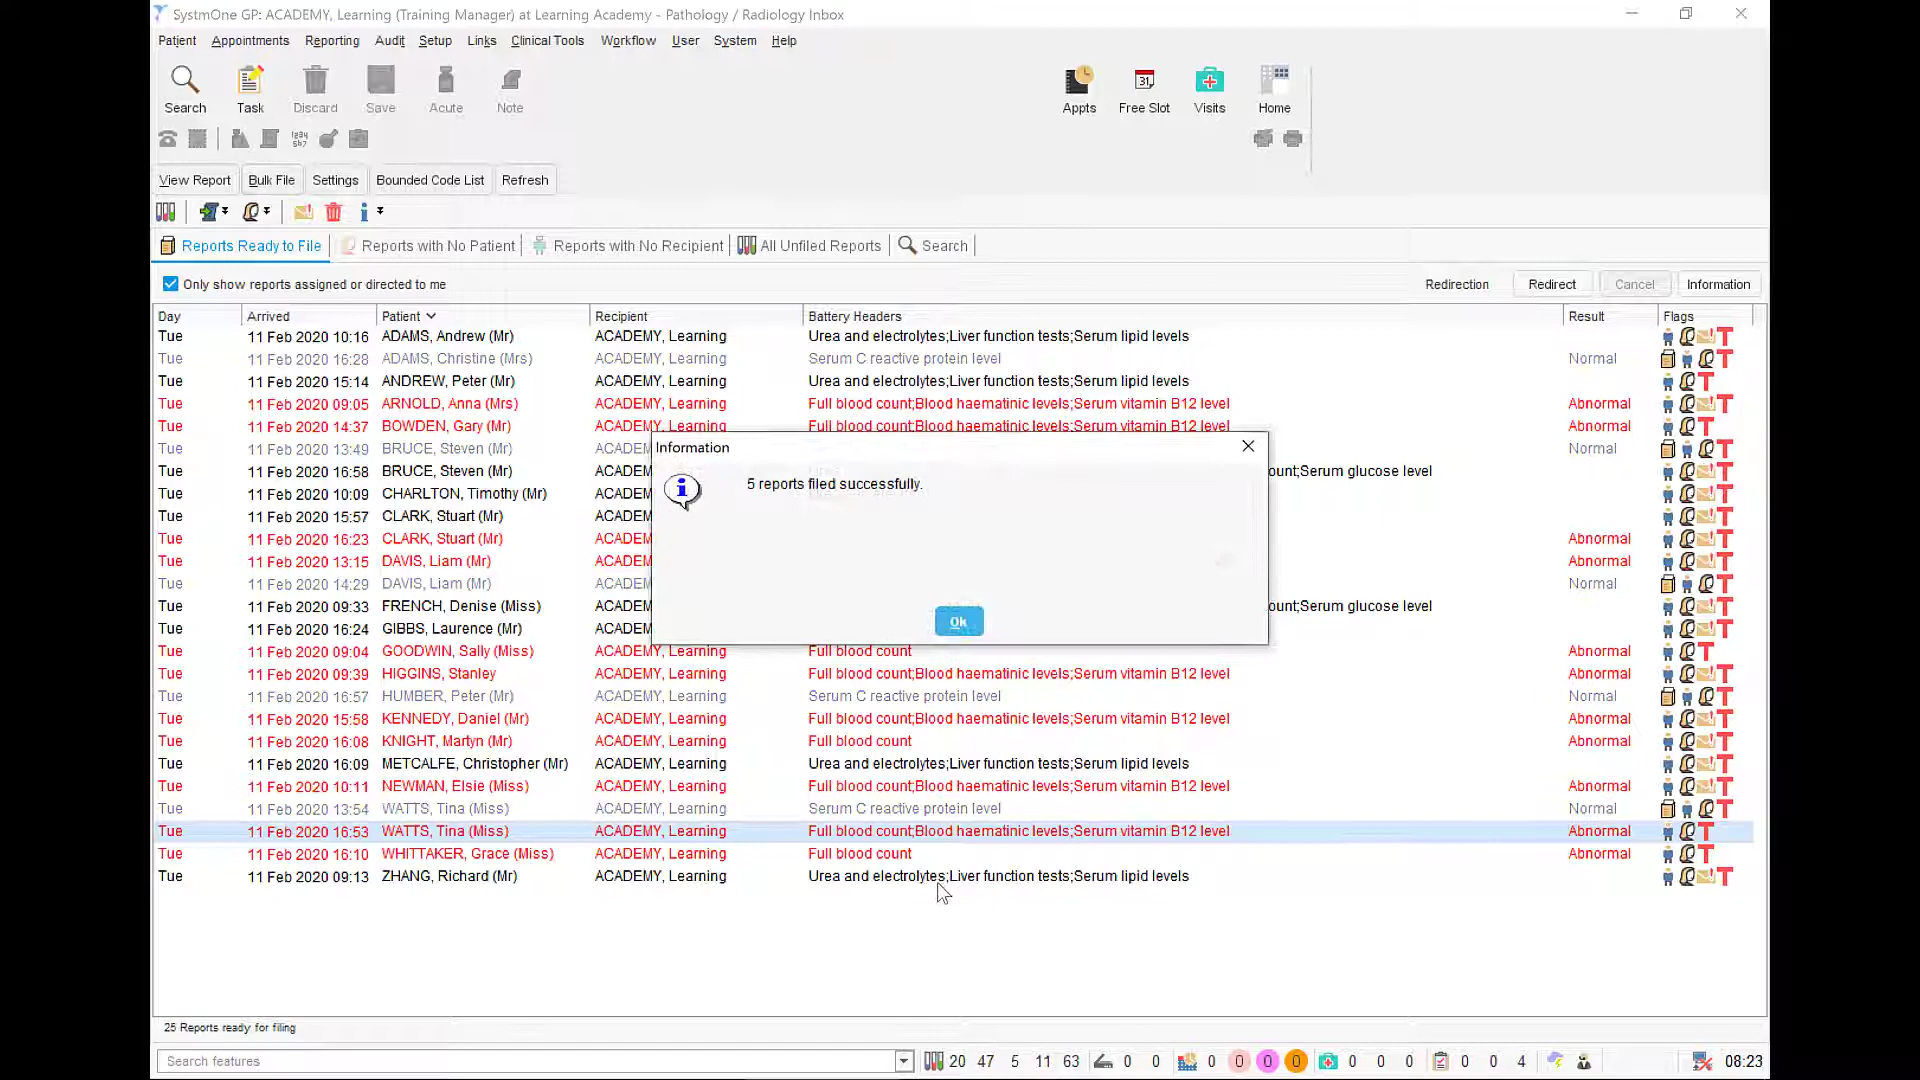 SystmOne GP: ACADEMY, Learning (Training Manager) at Learning Academy - Pathology / Radiology Inbox
Patient Appointments Reporting Audit Setup Links Clinical Tools Workflow User System Help
Search Task Discard Save Acute Note Appts Free Slot Visits Home
View Report Bulk File Settings Bounded Code List Refresh
Reports Ready to File Reports with No Patient Reports with No Recipient All Unfiled Reports Search
Only show reports assigned or directed to me Redirection Redirect Cancel Information
Day Arrived Patient Recipient Battery Headers Result Flags
Tue 11 Feb 2020 10:16 ADAMS, Andrew (Mr) ACADEMY, Learning Urea and electrolytes;Liver function tests;Serum lipid levels
Tue 11 Feb 2020 16:28 ADAMS, Christine (Mrs) ACADEMY, Learning Serum C reactive protein level Normal
Tue 11 Feb 2020 15:14 ANDREW, Peter (Mr) ACADEMY, Learning Urea and electrolytes;Liver function tests;Serum lipid levels
Tue 11 Feb 2020 09:05 ARNOLD, Anna (Mrs) ACADEMY, Learning Full blood count;Blood haematinic levels;Serum vitamin B12 level Abnormal
Tue 11 Feb 2020 14:37 BOWDEN, Gary (Mr) ACADEMY, Learning Full blood count;Blood haematinic levels;Serum vitamin B12 level Abnormal
Tue 11 Feb 2020 13:49 BRUCE, Steven (Mr) ACADE Normal
Tue 11 Feb 2020 16:58 BRUCE, Steven (Mr) ACADEM ount;Serum glucose level
Tue 11 Feb 2020 10:09 CHARLTON, Timothy (Mr) ACADEM
Tue 11 Feb 2020 15:57 CLARK, Stuart (Mr) ACADEM
Tue 11 Feb 2020 16:23 CLARK, Stuart (Mr) ACADEM Abnormal
Tue 11 Feb 2020 13:15 DAVIS, Liam (Mr) ACADEM Abnormal
Tue 11 Feb 2020 14:29 DAVIS, Liam (Mr) ACADEM Normal
Tue 11 Feb 2020 09:33 FRENCH, Denise (Miss) ACADEM ount;Serum glucose level
Tue 11 Feb 2020 16:24 GIBBS, Laurence (Mr) ACADEM
Information
5 reports filed successfully.
Ok
Tue 11 Feb 2020 09:04 GOODWIN, Sally (Miss) ACADEMY, Learning Full blood count Abnormal
Tue 11 Feb 2020 09:39 HIGGINS, Stanley ACADEMY, Learning Full blood count;Blood haematinic levels;Serum vitamin B12 level Abnormal
Tue 11 Feb 2020 16:57 HUMBER, Peter (Mr) ACADEMY, Learning Serum C reactive protein level Normal
Tue 11 Feb 2020 15:58 KENNEDY, Daniel (Mr) ACADEMY, Learning Full blood count;Blood haematinic levels;Serum vitamin B12 level Abnormal
Tue 11 Feb 2020 16:08 KNIGHT, Martyn (Mr) ACADEMY, Learning Full blood count Abnormal
Tue 11 Feb 2020 16:09 METCALFE, Christopher (Mr) ACADEMY, Learning Urea and electrolytes;Liver function tests;Serum lipid levels
Tue 11 Feb 2020 10:11 NEWMAN, Elsie (Miss) ACADEMY, Learning Full blood count;Blood haematinic levels;Serum vitamin B12 level Abnormal
Tue 11 Feb 2020 13:54 WATTS, Tina (Miss) ACADEMY, Learning Serum C reactive protein level Normal
Tue 11 Feb 2020 16:53 WATTS, Tina (Miss) ACADEMY, Learning Full blood count;Blood haematinic levels;Serum vitamin B12 level Abnormal
Tue 11 Feb 2020 16:10 WHITTAKER, Grace (Miss) ACADEMY, Learning Full blood count Abnormal
Tue 11 Feb 2020 09:13 ZHANG, Richard (Mr) ACADEMY, Learning Urea and electrolytes;Liver function tests;Serum lipid levels
25 Reports ready for filing
Search features 20 47 5 11 63 0 0 0 0 0 0 0 0 0 0 0 4 08:23